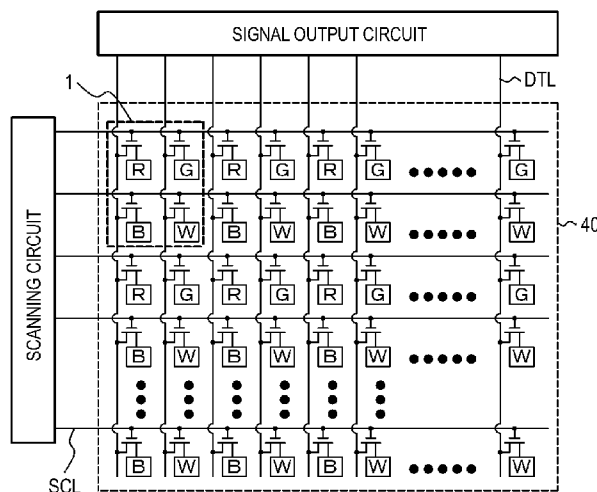 SIGNAL OUTPUT CIRCUIT
1
DTL
R G R G R G
40
B W B W B W
SCANNING CIRCUIT
R G R G R G G
B W B W B W W
SCL
B W B W B W W